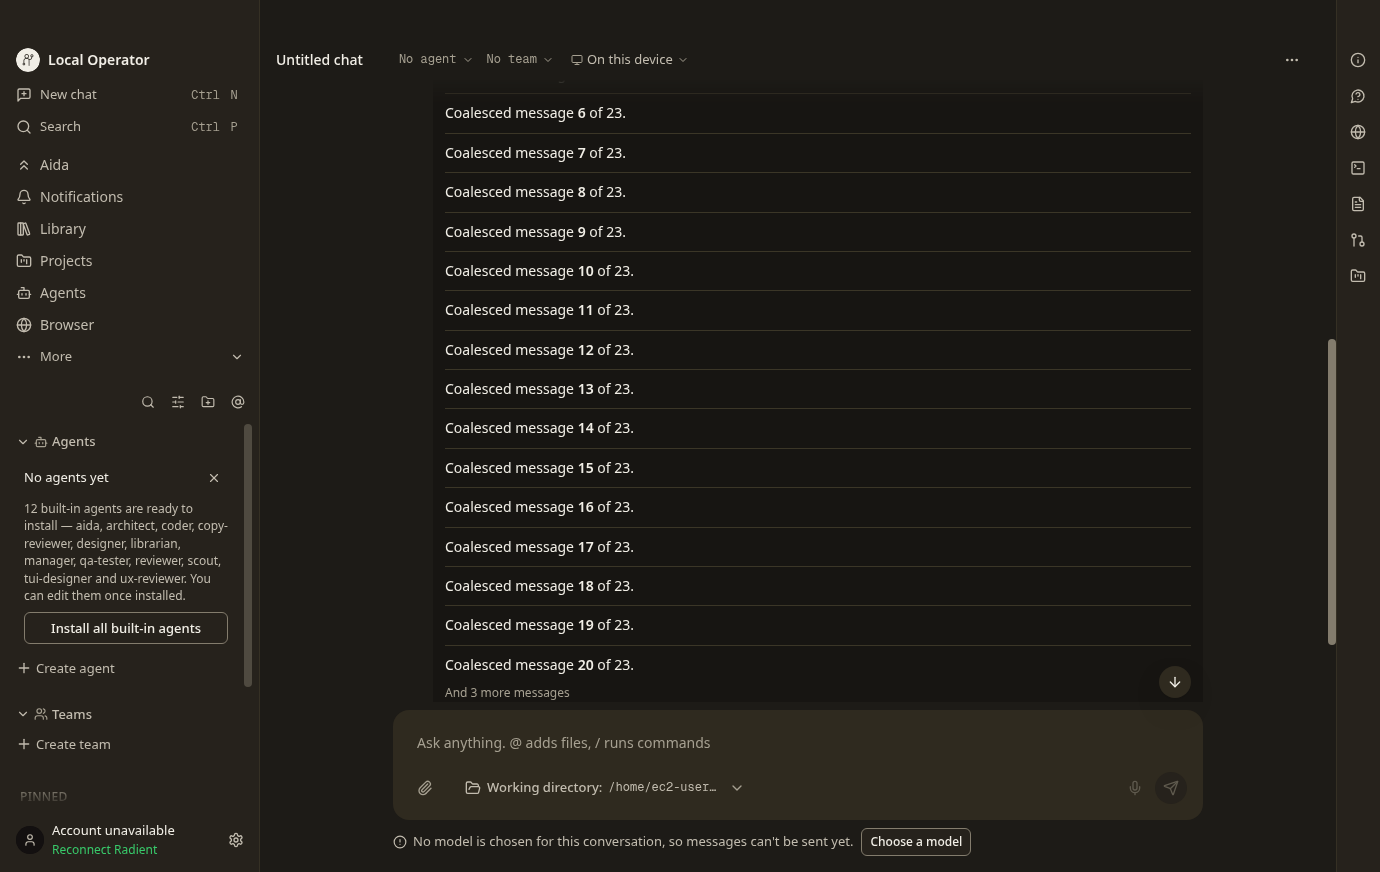 Local Operator
New chat Ctrl N
Search Ctrl P
Aida
Notifications
Library
Projects
Agents
Browser
More
Agents
No agents yet
12 built-in agents are ready to
install — aida, architect, coder, copy-
reviewer, designer, librarian,
manager, qa-tester, reviewer, scout,
tui-designer and ux-reviewer. You
can edit them once installed.
Install all built-in agents
Create agent
Teams
Create team
PINNED
Account unavailable
Reconnect Radient
Untitled chat No agent No team On this device
Coalesced message 6 of 23.
Coalesced message 7 of 23.
Coalesced message 8 of 23.
Coalesced message 9 of 23.
Coalesced message 10 of 23.
Coalesced message 11 of 23.
Coalesced message 12 of 23.
Coalesced message 13 of 23.
Coalesced message 14 of 23.
Coalesced message 15 of 23.
Coalesced message 16 of 23.
Coalesced message 17 of 23.
Coalesced message 18 of 23.
Coalesced message 19 of 23.
Coalesced message 20 of 23.
And 3 more messages
Ask anything. @ adds files, / runs commands
Working directory: /home/ec2-user…
No model is chosen for this conversation, so messages can't be sent yet. Choose a model